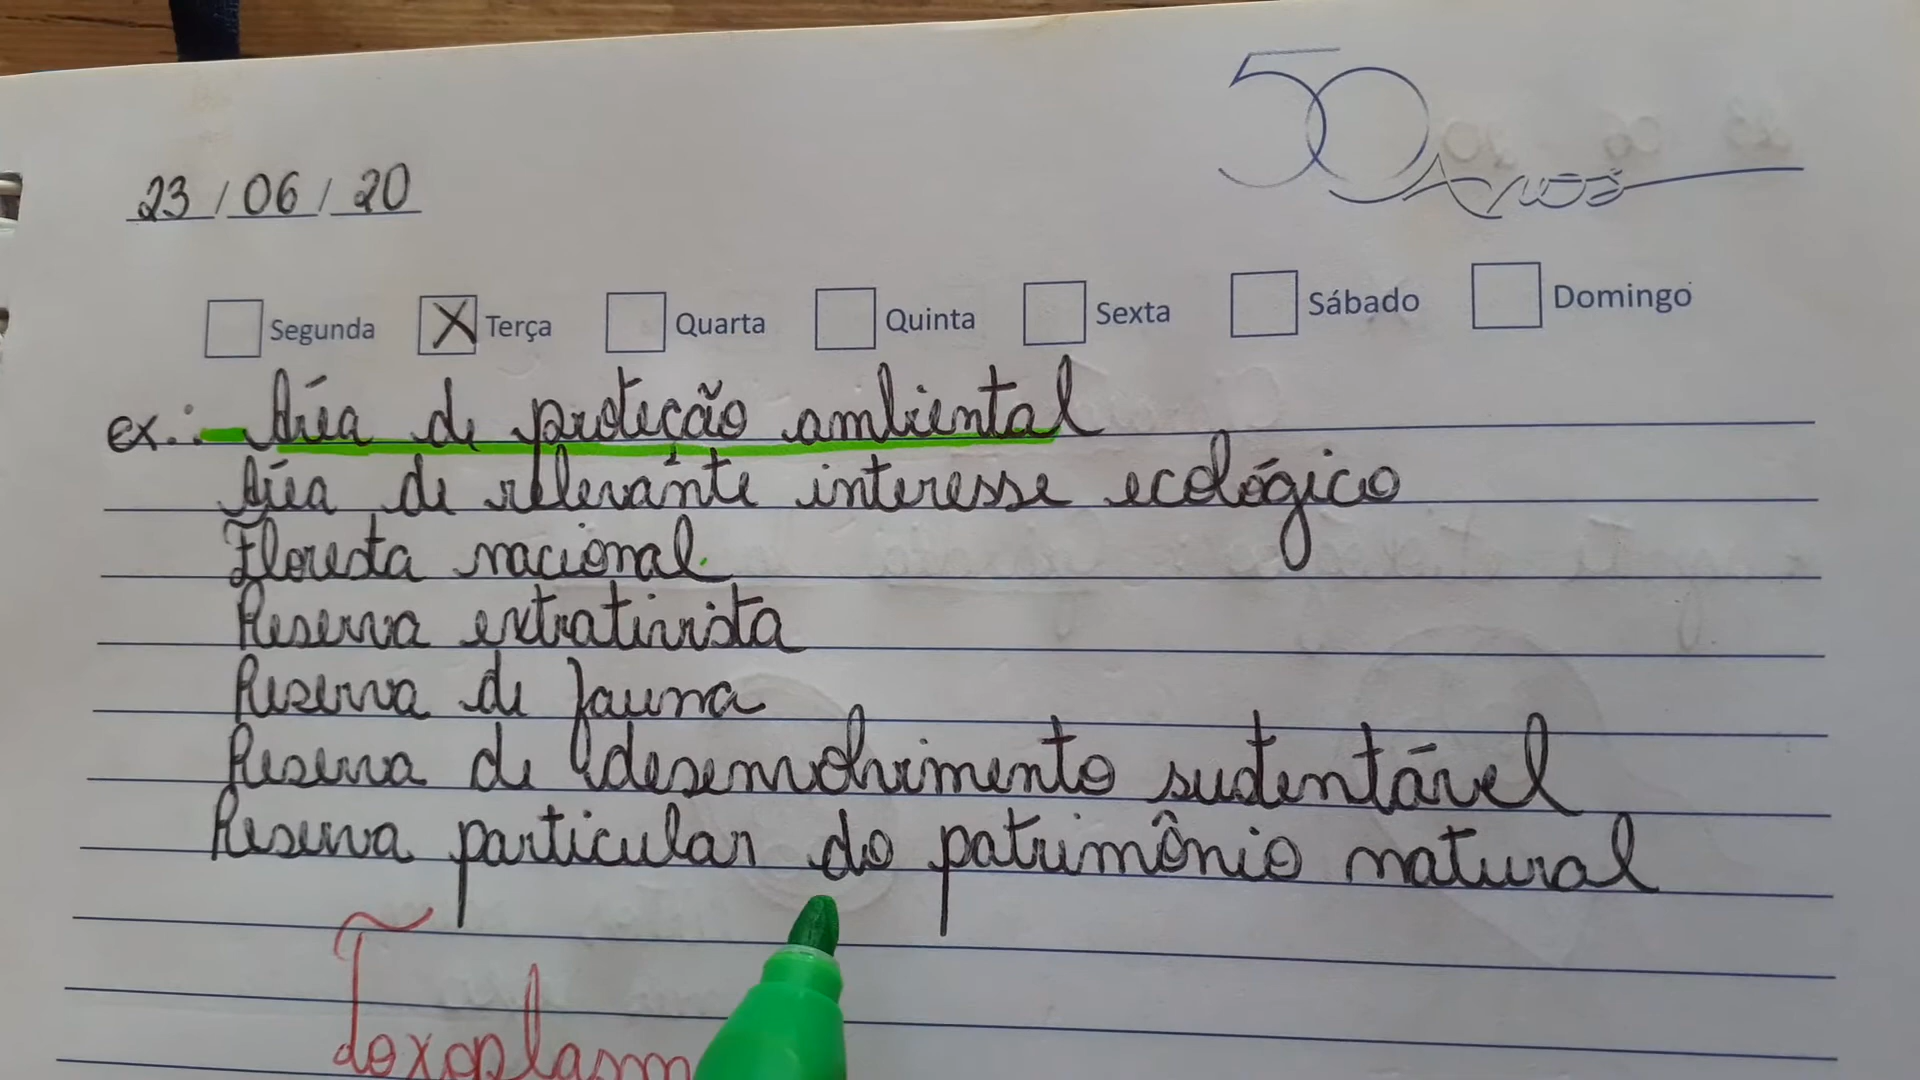 50 Anos
23/06/20
Segunda X Terça Quarta Quinta Sexta Sábado Domingo
ex.: - Área de proteção ambiental
Área de relevante interesse ecológico
Floresta nacional.
Reserva extrativista
Reserva de fauna
Reserva de desenvolvimento sustentável
Reserva particular do patrimônio natural
Toxoplasm